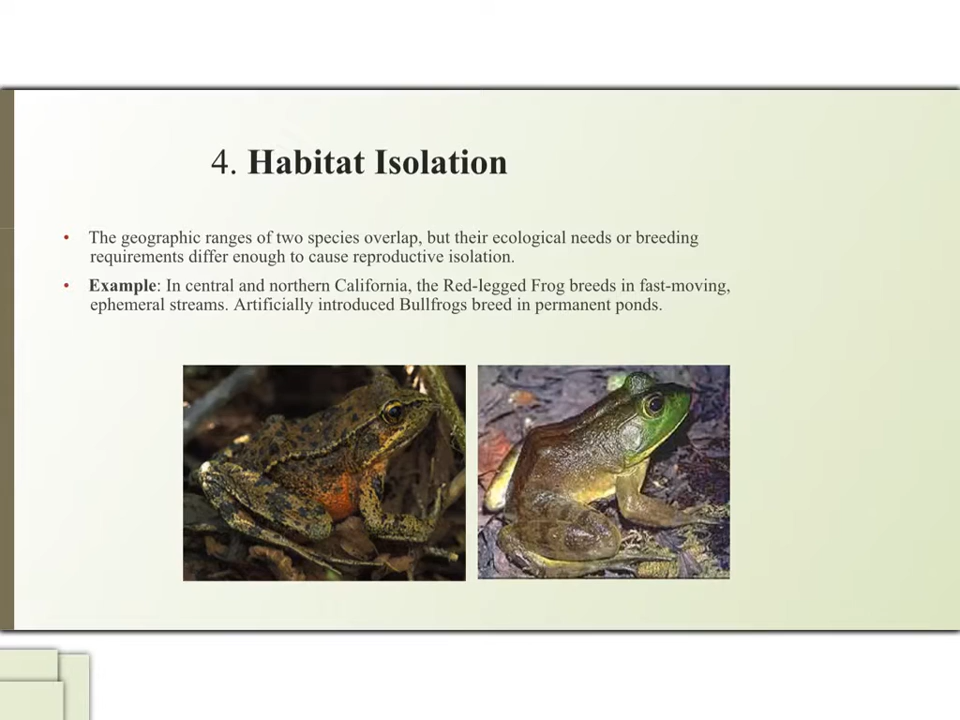 4. Habitat Isolation
• The geographic ranges of two species overlap, but their ecological needs or breeding
requirements differ enough to cause reproductive isolation.
• Example: In central and northern California, the Red-legged Frog breeds in fast-moving,
ephemeral streams. Artificially introduced Bullfrogs breed in permanent ponds.